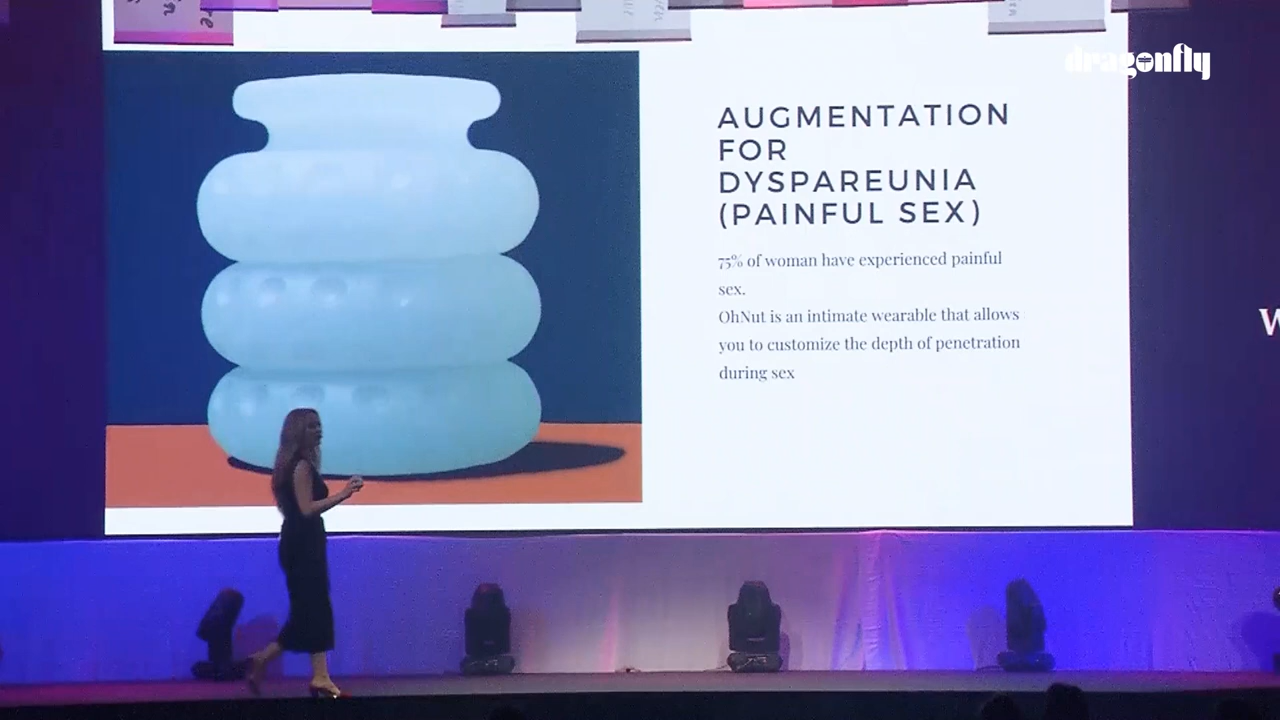 dragonfly
AUGMENTATION
FOR
DYSPAREUNIA
(PAINFUL SEX)
75% of woman have experienced painful
sex.
OhNut is an intimate wearable that allows
you to customize the depth of penetration
during sex
W